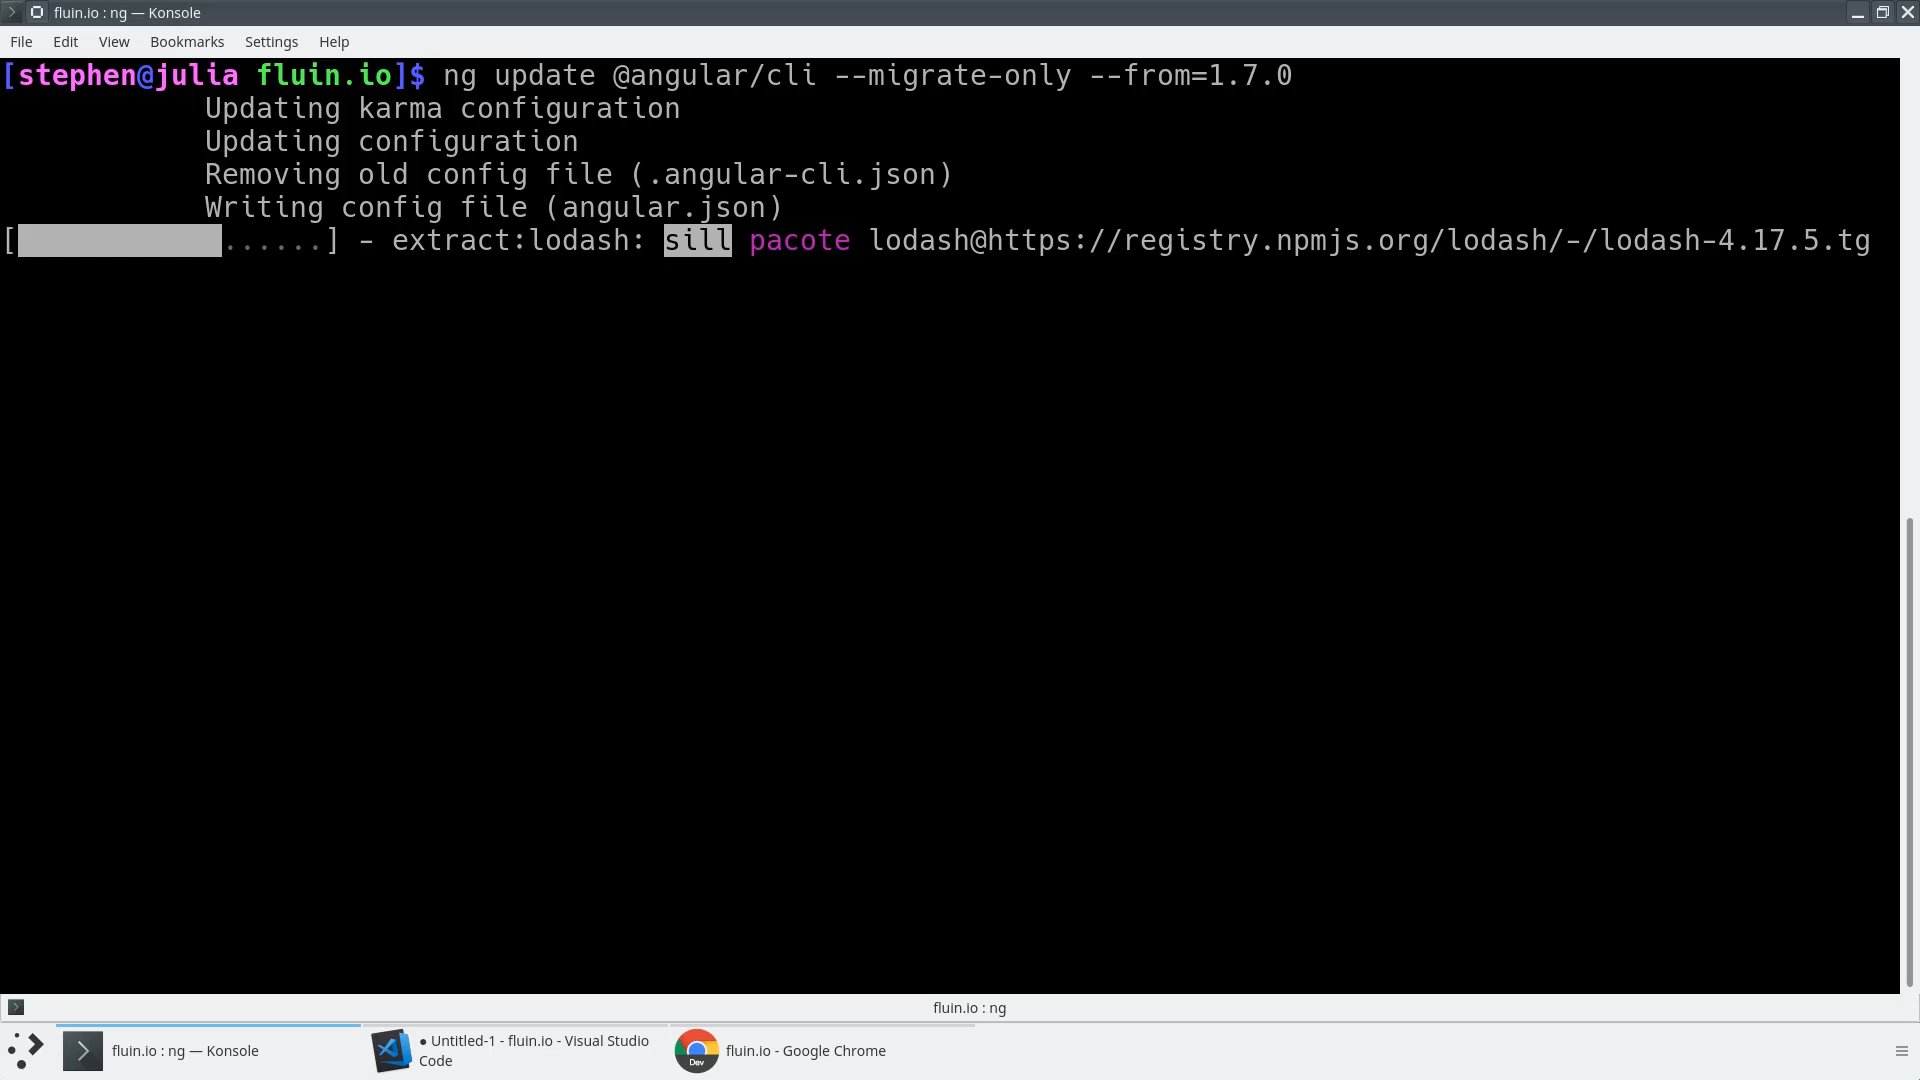 fluin.io : ng — Konsole
File Edit View Bookmarks Settings Help
[stephen@julia fluin.io]$ ng update @angular/cli --migrate-only --from=1.7.0
Updating karma configuration
Updating configuration
Removing old config file (.angular-cli.json)
Writing config file (angular.json)
[            ......] - extract:lodash: sill pacote lodash@https://registry.npmjs.org/lodash/-/lodash-4.17.5.tg
fluin.io : ng
fluin.io : ng — Konsole
● Untitled-1 - fluin.io - Visual Studio
Code
Dev
fluin.io - Google Chrome